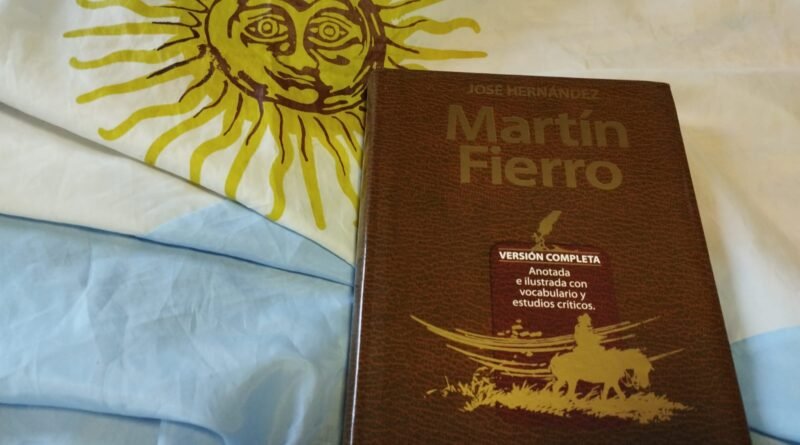 JOSÉ HERNÁNDEZ
Martín
Fierro
VERSIÓN COMPLETA
Anotada
e ilustrada con
vocabulario y
estudios críticos.